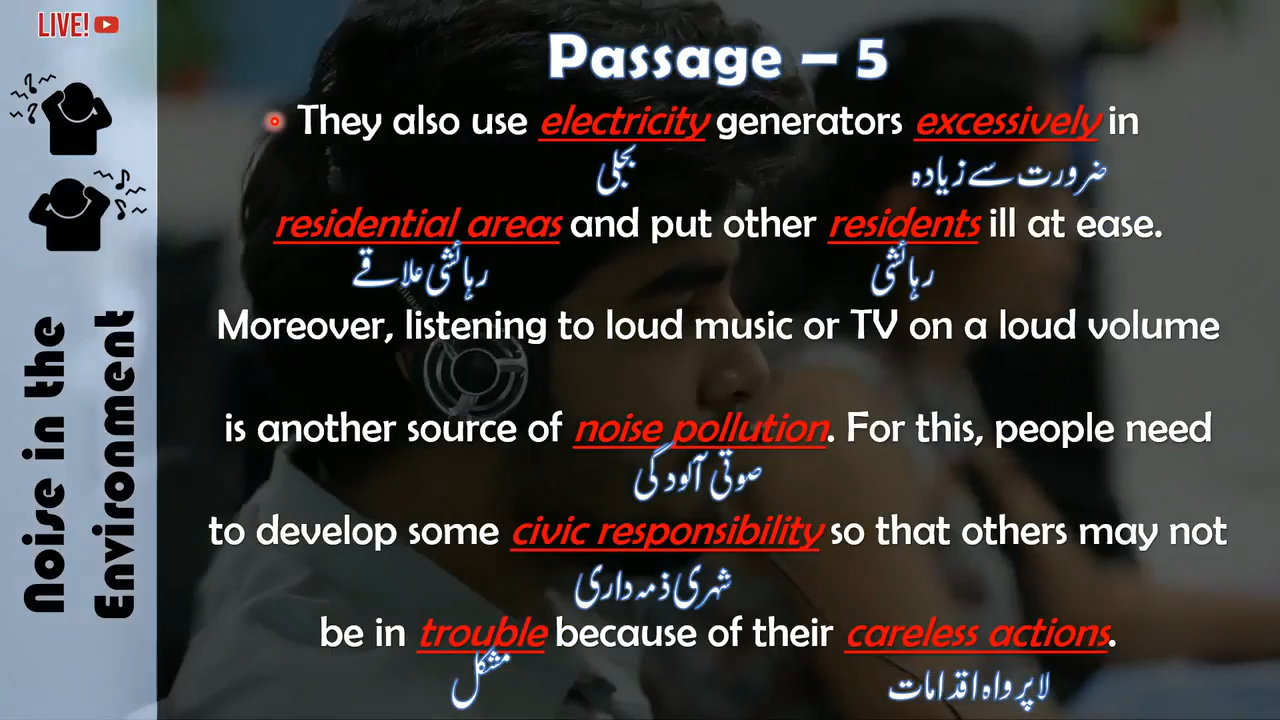 LIVE!
Noise in the
Environment
Passage – 5
They also use electricity generators excessively in
بجلی ضرورت سے زیادہ
residential areas and put other residents ill at ease.
رہائشی علاقے رہائشی
Moreover, listening to loud music or TV on a loud volume
is another source of noise pollution. For this, people need
صوتی آلودگی
to develop some civic responsibility so that others may not
شہری ذمہ داری
be in trouble because of their careless actions.
مشکل لاپرواہ اقدامات